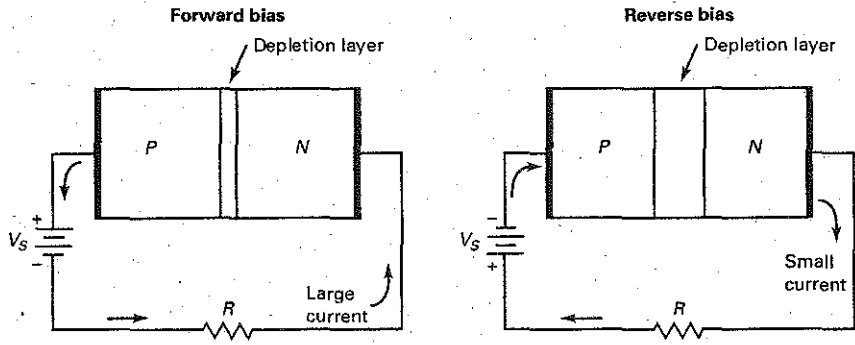 Forward bias
Depletion layer
P
N
+
V_S
-
Large
current
R
Reverse bias
Depletion layer
P
N
-
V_S
+
Small
current
R